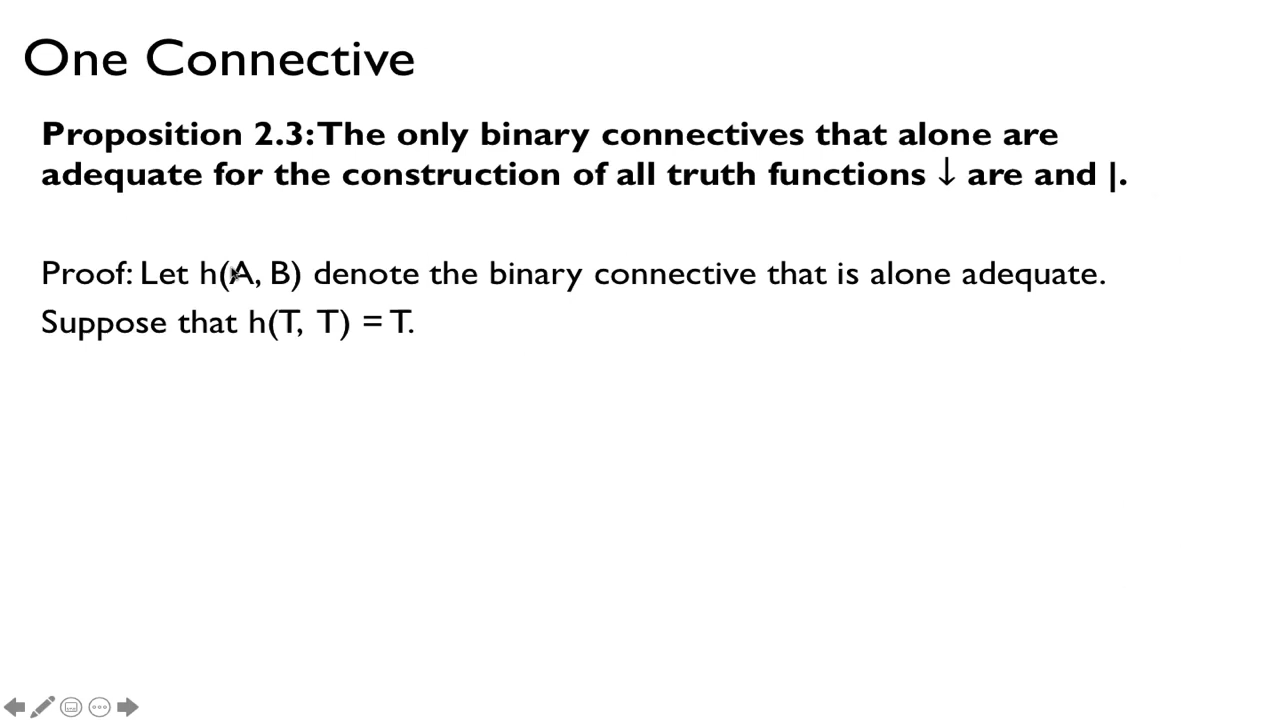 One Connective
Proposition 2.3: The only binary connectives that alone are
adequate for the construction of all truth functions ↓ are and |.
Proof: Let h(A, B) denote the binary connective that is alone adequate.
Suppose that h(T, T) = T.